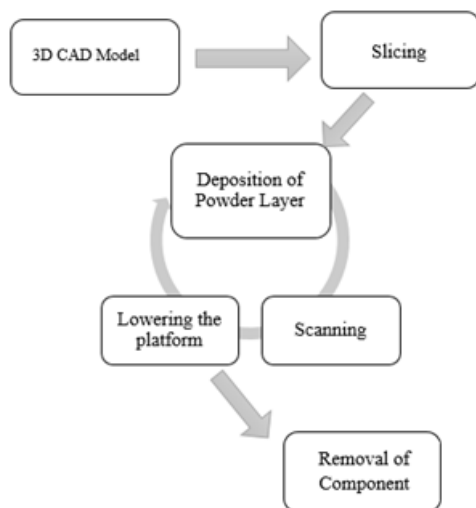 3D CAD Model
Slicing
Deposition of
Powder Layer
Lowering the
platform
Scanning
Removal of
Component